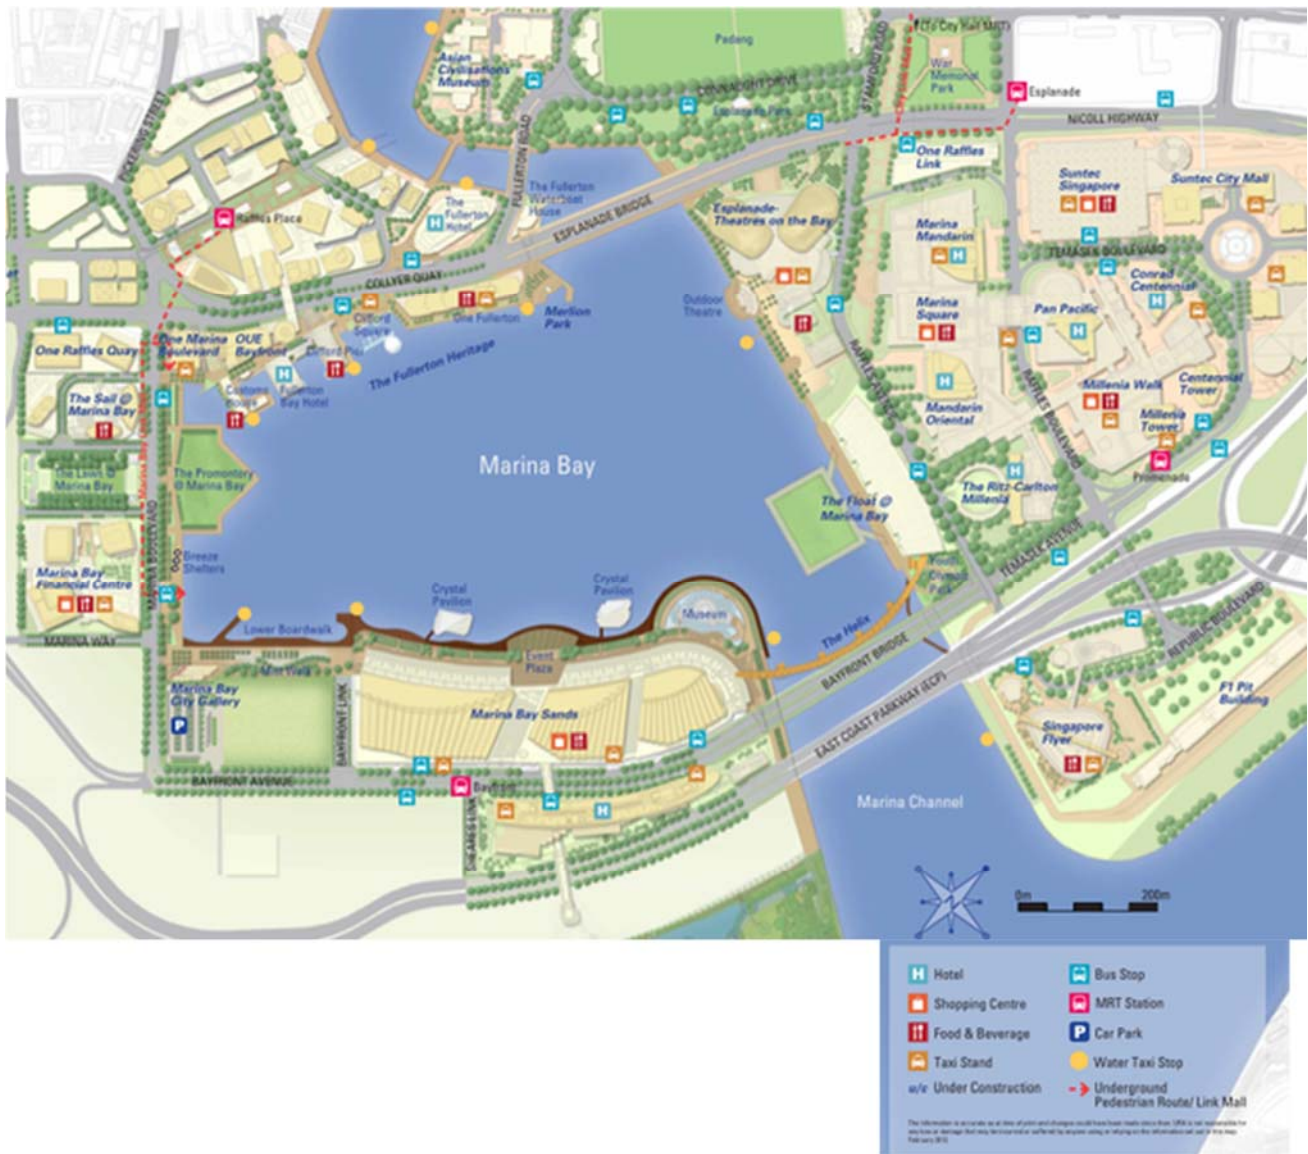 (To City Hall MRT)
Padang
Asian
Civilisations
Museum
War
Memorial
Park
Esplanade
CONNAUGHT DRIVE
STAMFORD ROAD
Esplanade Park
NICOLL HIGHWAY
PICKERING STREET
FULLERTON ROAD
One Raffles
Link
Suntec
Singapore
Suntec City Mall
The Fullerton
Waterboat
House
The
Fullerton
Hotel
Raffles Place
ESPLANADE BRIDGE
Esplanade-
Theatres on the Bay
Marina
Mandarin
TEMASEK BOULEVARD
Conrad
Centennial
COLLYER QUAY
Outdoor
Theatre
Marina
Square
Pan Pacific
Clifford
Square
One Fullerton
Merlion
Park
One Raffles Quay
One Marina
Boulevard
OUE
Bayfront
Clifford Pier
The Fullerton Heritage
RAFFLES AVENUE
RAFFLES BOULEVARD
Millenia Walk
Centennial
Tower
The Sail @
Marina Bay
Customs
House
Fullerton
Bay Hotel
Mandarin
Oriental
Millenia
Tower
Marina Bay
The Lawn @
Marina Bay
The Promontory
@ Marina Bay
Promenade
The Ritz-Carlton
Millenia
The Float @
Marina Bay
MARINA BOULEVARD
Breeze
Shelters
Marina Bay
Financial Centre
TEMASEK AVENUE
Youth
Olympic
Park
Crystal
Pavilion
Crystal
Pavilion
Museum
REPUBLIC BOULEVARD
MARINA WAY
Lower Boardwalk
The Helix
BAYFRONT BRIDGE
Event
Plaza
Mist Walk
Marina Bay
City Gallery
BAYFRONT LINK
Marina Bay Sands
EAST COAST PARKWAY (ECP)
F1 Pit
Building
Singapore
Flyer
BAYFRONT AVENUE
Bayfront
SHEARES LINK
Marina Channel
0m 200m
H Hotel
Bus Stop
Shopping Centre
MRT Station
Food & Beverage
P Car Park
Taxi Stand
Water Taxi Stop
u/c Under Construction
Underground
Pedestrian Route/ Link Mall